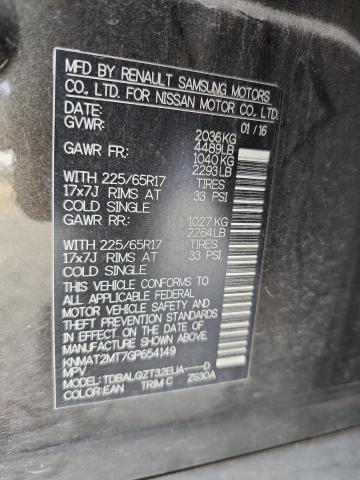 MFD BY RENAULT SAMSUNG MOTORS
CO. LTD. FOR NISSAN MOTOR CO. LTD.
DATE: 01/16
GVWR: 2036KG
4489LB
GAWR FR: 1040KG
2293LB
WITH 225/65R17 TIRES
17x7J RIMS AT 33 PSI
COLD SINGLE
GAWR RR: 1027KG
2264LB
WITH 225/65R17 TIRES
17x7J RIMS AT 33 PSI
COLD SINGLE
THIS VEHICLE CONFORMS TO
ALL APPLICABLE FEDERAL
MOTOR VEHICLE SAFETY AND
THEFT PREVENTION STANDARDS
IN EFFECT ON THE DATE OF
MANUFACTURE SHOWN ABOVE.
KNMAT2MT7GP654149
MPV
MODEL:TDBALQZT32EUA----D
COLOR:EAN TRIM:C ZS30A